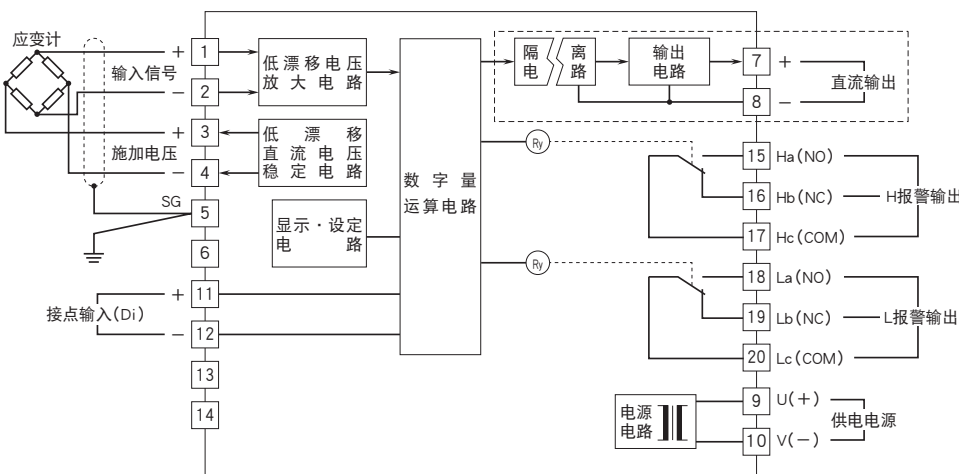 应变计
输入信号
+ 1
− 2
施加电压
+ 3
− 4
SG
5
6
接点输入(Di)
+ 11
− 12
13
14
低漂移电压
放大电路
低漂移
直流电压
稳定电路
显示·设定
电路
数字量
运算电路
隔离
电路
输出
电路
7 +
8 −
直流输出
Ry
15 Ha(NO)
16 Hb(NC)
17 Hc(COM)
H报警输出
Ry
18 La(NO)
19 Lb(NC)
20 Lc(COM)
L报警输出
电源
电路
9 U(+)
10 V(−)
供电电源